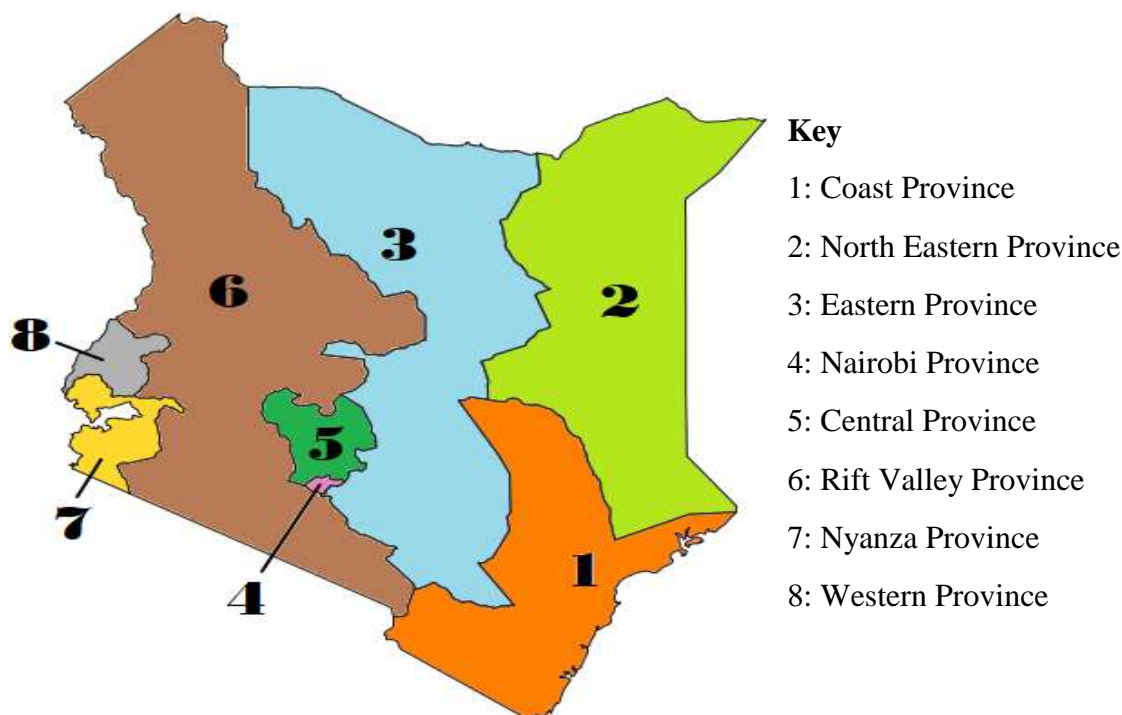 3
6
2
8
5
7
4
1
Key
1: Coast Province
2: North Eastern Province
3: Eastern Province
4: Nairobi Province
5: Central Province
6: Rift Valley Province
7: Nyanza Province
8: Western Province